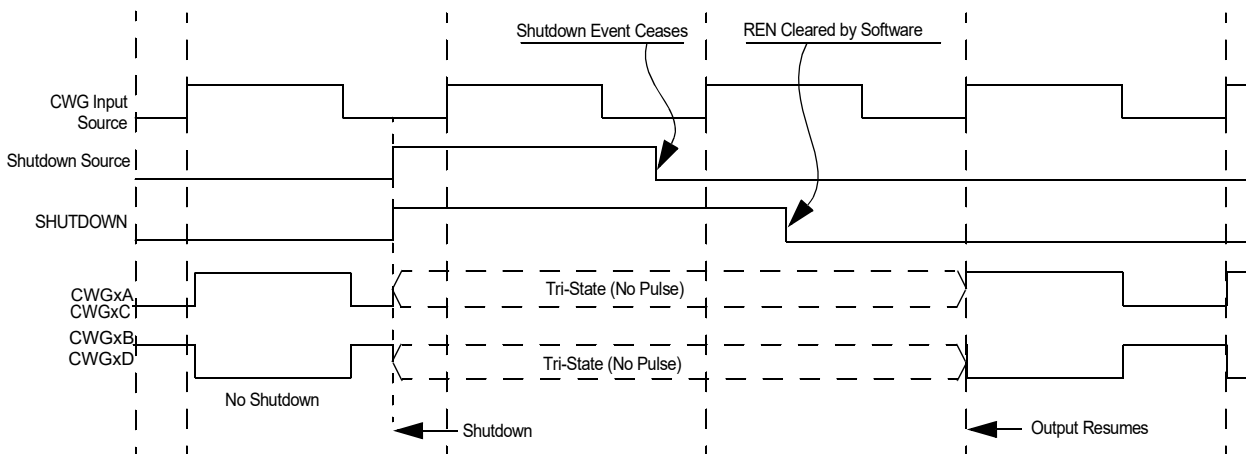 Shutdown Event Ceases
REN Cleared by Software
CWG Input
Source
Shutdown Source
SHUTDOWN
CWGxA
CWGxC
Tri-State (No Pulse)
CWGxB
CWGxD
Tri-State (No Pulse)
No Shutdown
Shutdown
Output Resumes